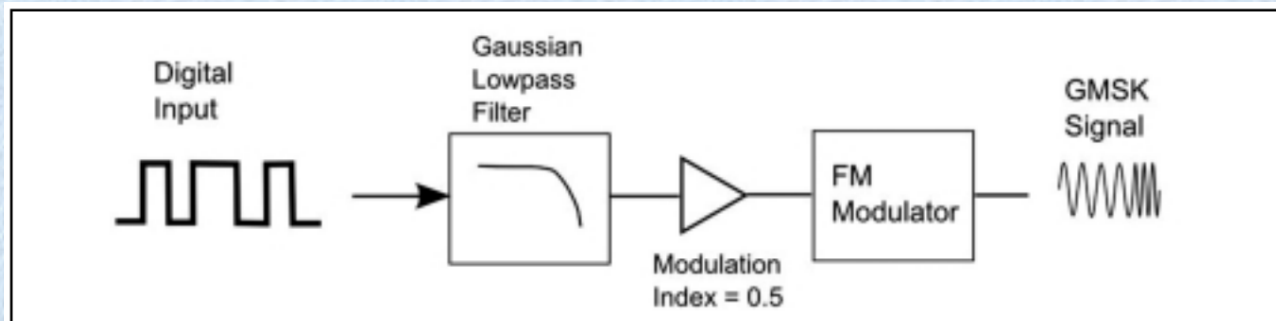 Digital
Input
Gaussian
Lowpass
Filter
Modulation
Index = 0.5
FM
Modulator
GMSK
Signal